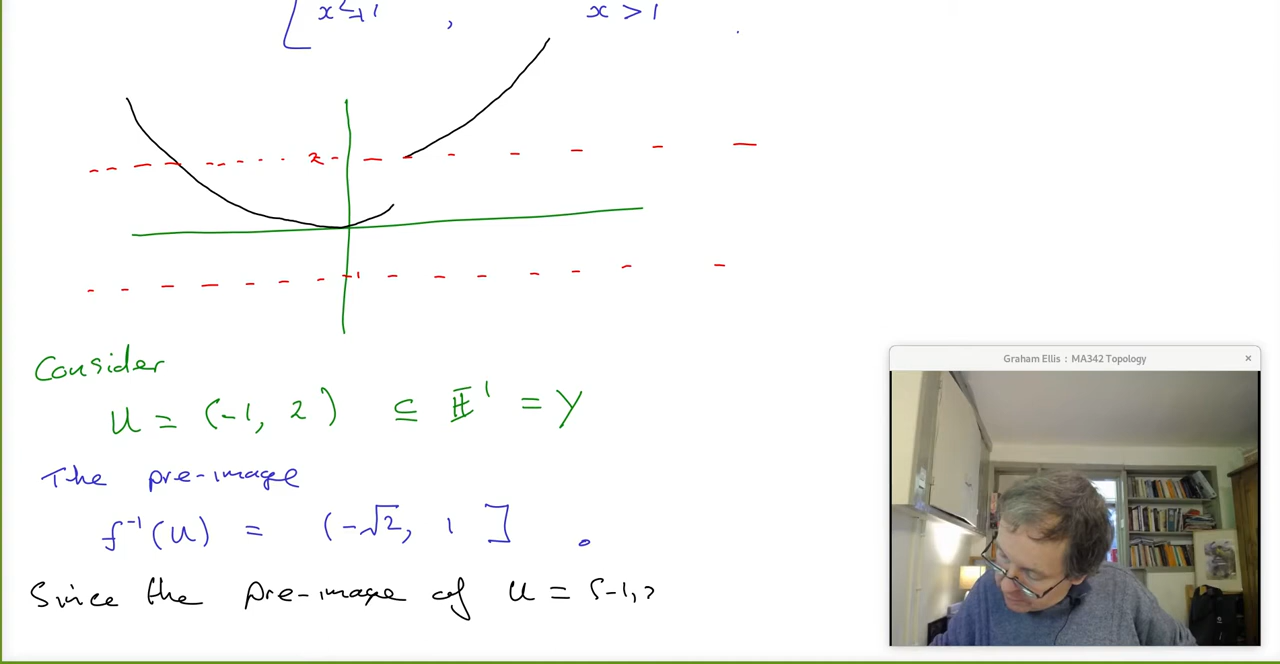 x²+1 , x > 1 .
2
-1
Consider
U = (-1, 2) ⊆ 𝔼¹ = Y
The pre-image
f⁻¹(U) = (-√2, 1] .
Since the pre-image of U = (-1, 2
Graham Ellis : MA342 Topology